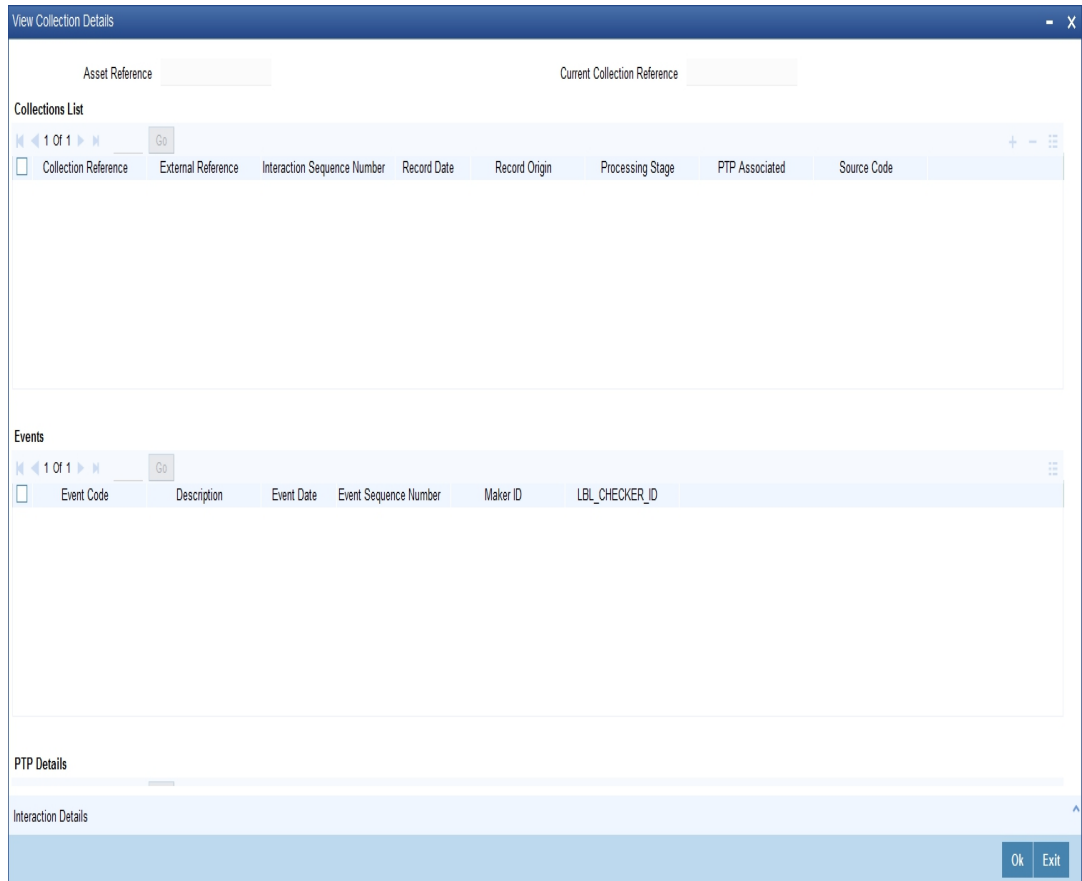 View Collection Details
Asset Reference Current Collection Reference
Collections List
1 Of 1 Go
Collection Reference External Reference Interaction Sequence Number Record Date Record Origin Processing Stage PTP Associated Source Code
Events
1 Of 1 Go
Event Code Description Event Date Event Sequence Number Maker ID LBL_CHECKER_ID
PTP Details
Interaction Details
Ok Exit